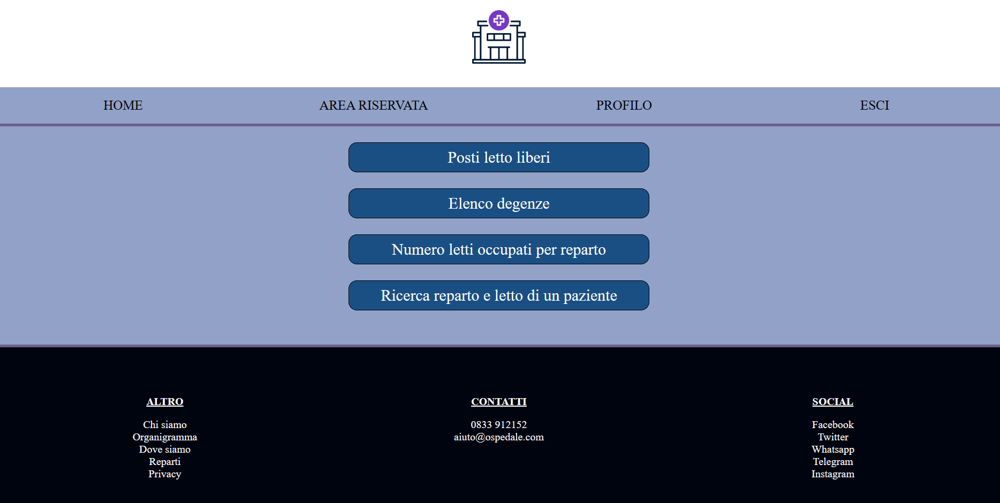 HOME
AREA RISERVATA
PROFILO
ESCI
Posti letto liberi
Elenco degenze
Numero letti occupati per reparto
Ricerca reparto e letto di un paziente
ALTRO
Chi siamo
Organigramma
Dove siamo
Reparti
Privacy
CONTATTI
0833 912152
aiuto@ospedale.com
SOCIAL
Facebook
Twitter
Whatsapp
Telegram
Instagram